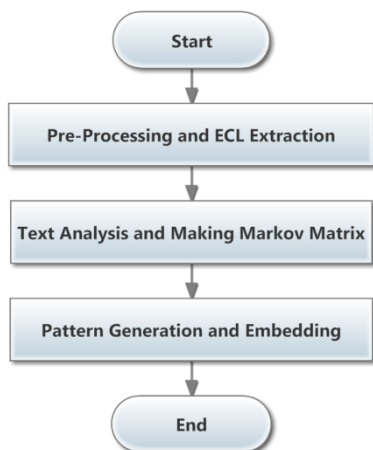 Start
Pre-Processing and ECL Extraction
Text Analysis and Making Markov Matrix
Pattern Generation and Embedding
End